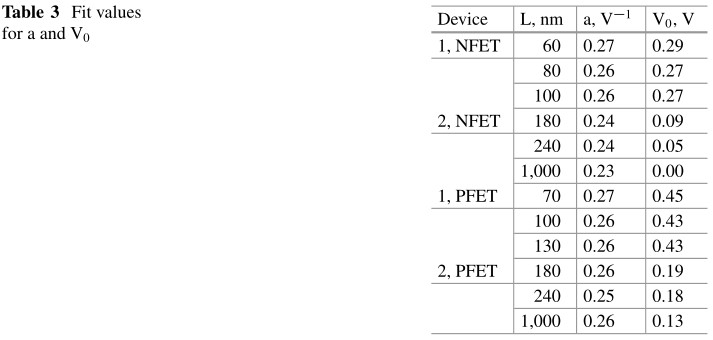 Table 3 Fit values
for a and V₀
Device L, nm a, V⁻¹ V₀, V
1, NFET 60 0.27 0.29
80 0.26 0.27
100 0.26 0.27
2, NFET 180 0.24 0.09
240 0.24 0.05
1,000 0.23 0.00
1, PFET 70 0.27 0.45
100 0.26 0.43
130 0.26 0.43
2, PFET 180 0.26 0.19
240 0.25 0.18
1,000 0.26 0.13